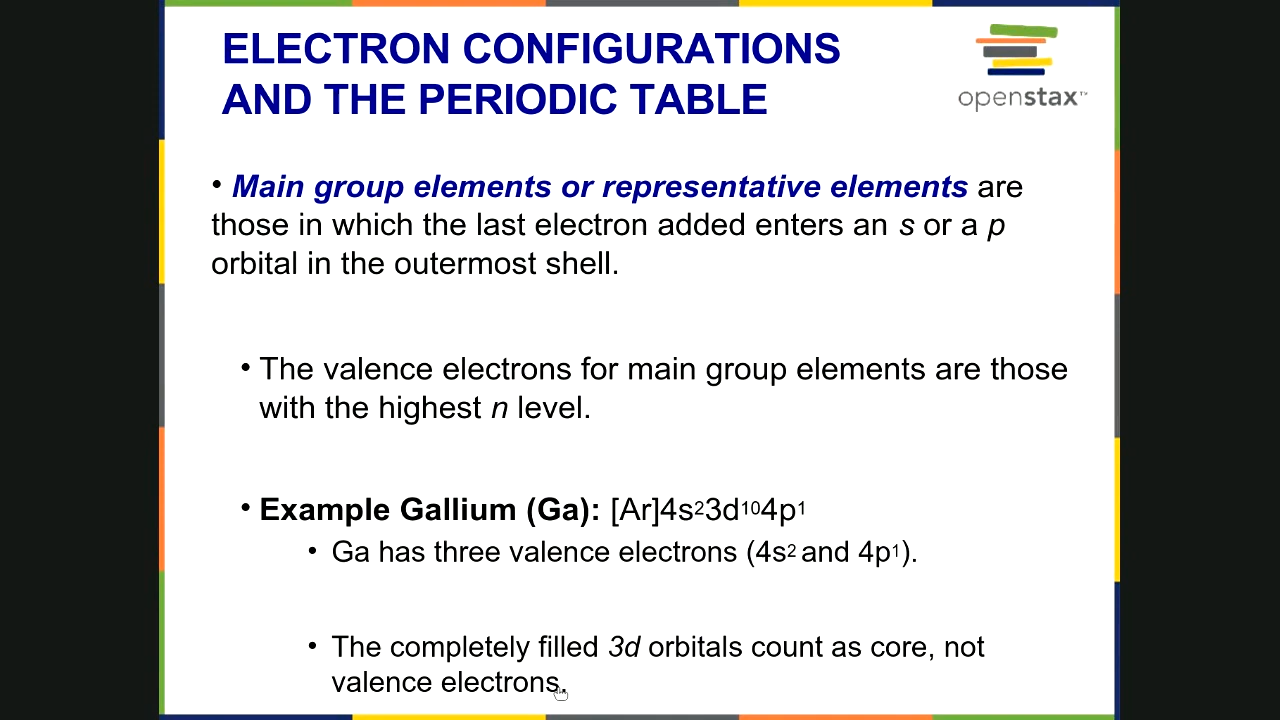 ELECTRON CONFIGURATIONS
AND THE PERIODIC TABLE
openstax™
• Main group elements or representative elements are
those in which the last electron added enters an s or a p
orbital in the outermost shell.
• The valence electrons for main group elements are those
with the highest n level.
• Example Gallium (Ga): [Ar]4s²3d¹⁰4p¹
• Ga has three valence electrons (4s² and 4p¹).
• The completely filled 3d orbitals count as core, not
valence electrons.